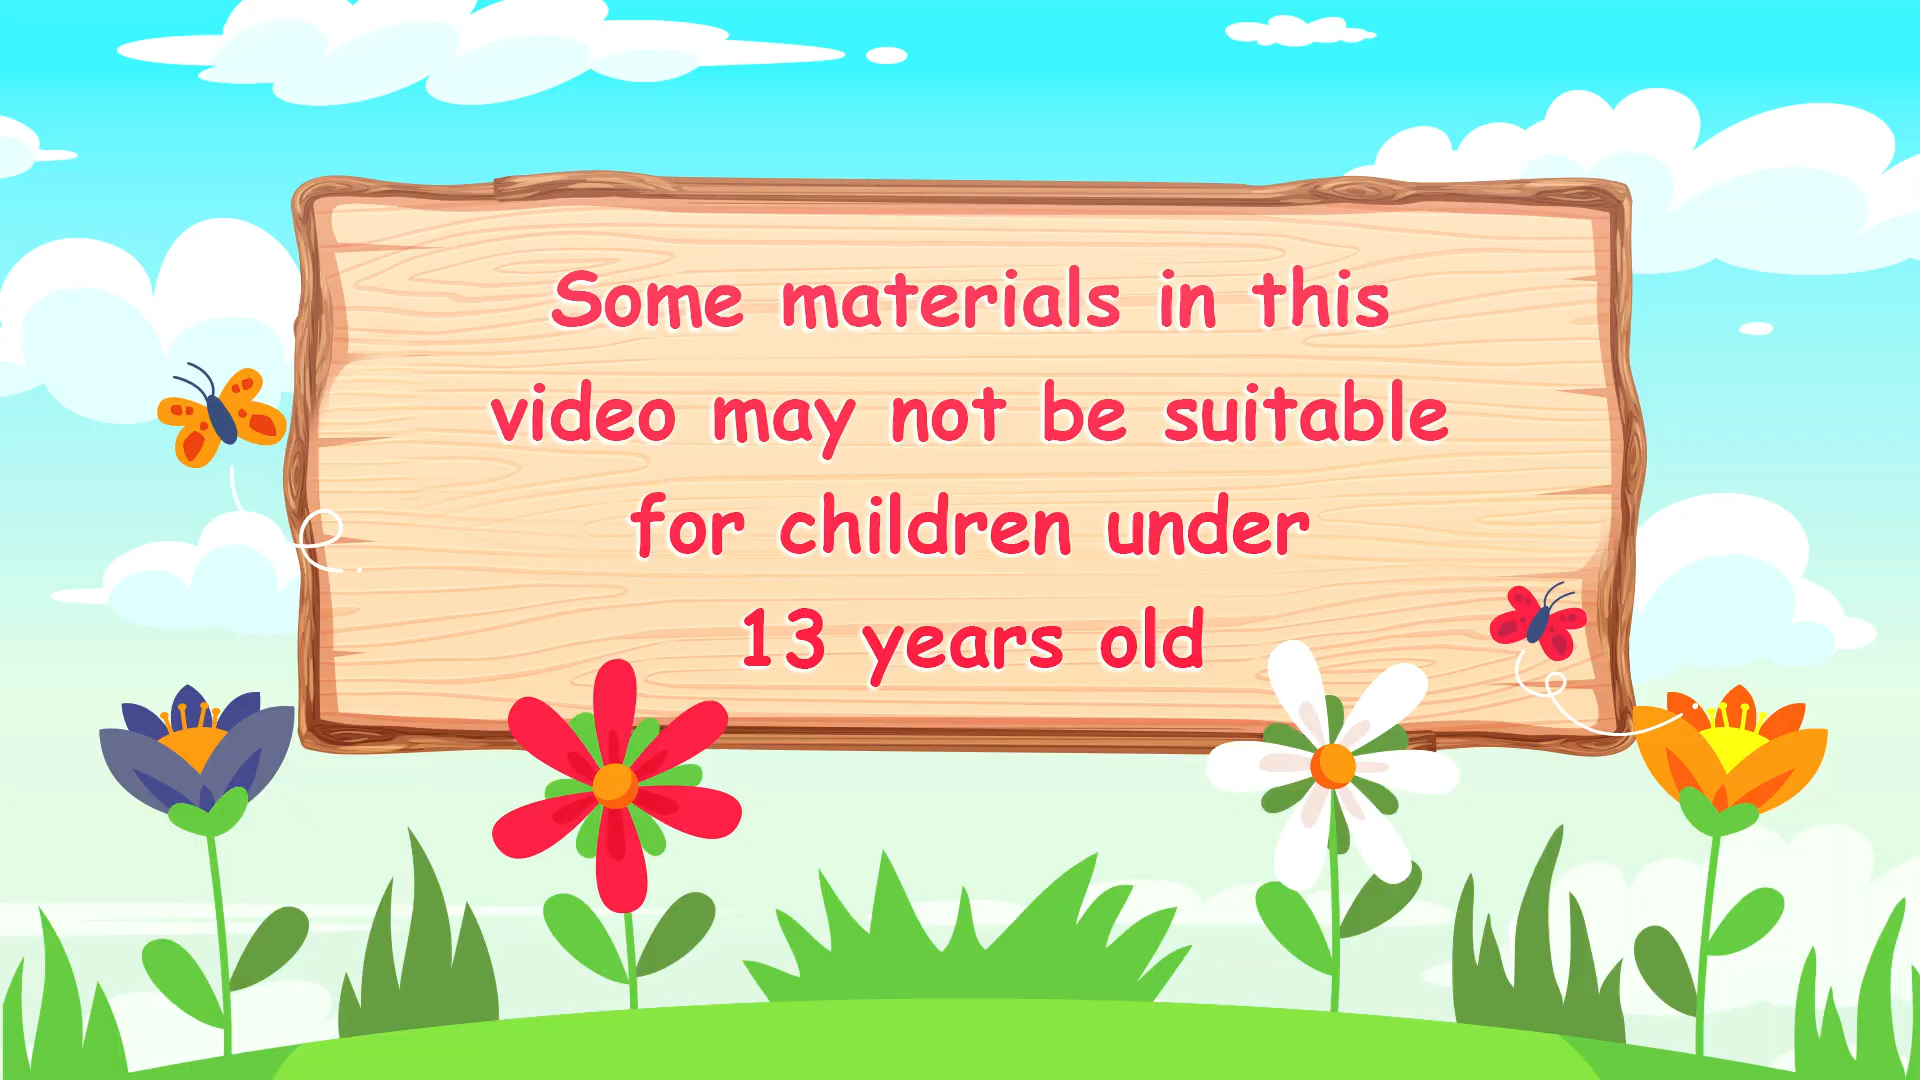 Some materials in this
video may not be suitable
for children under
13 years old